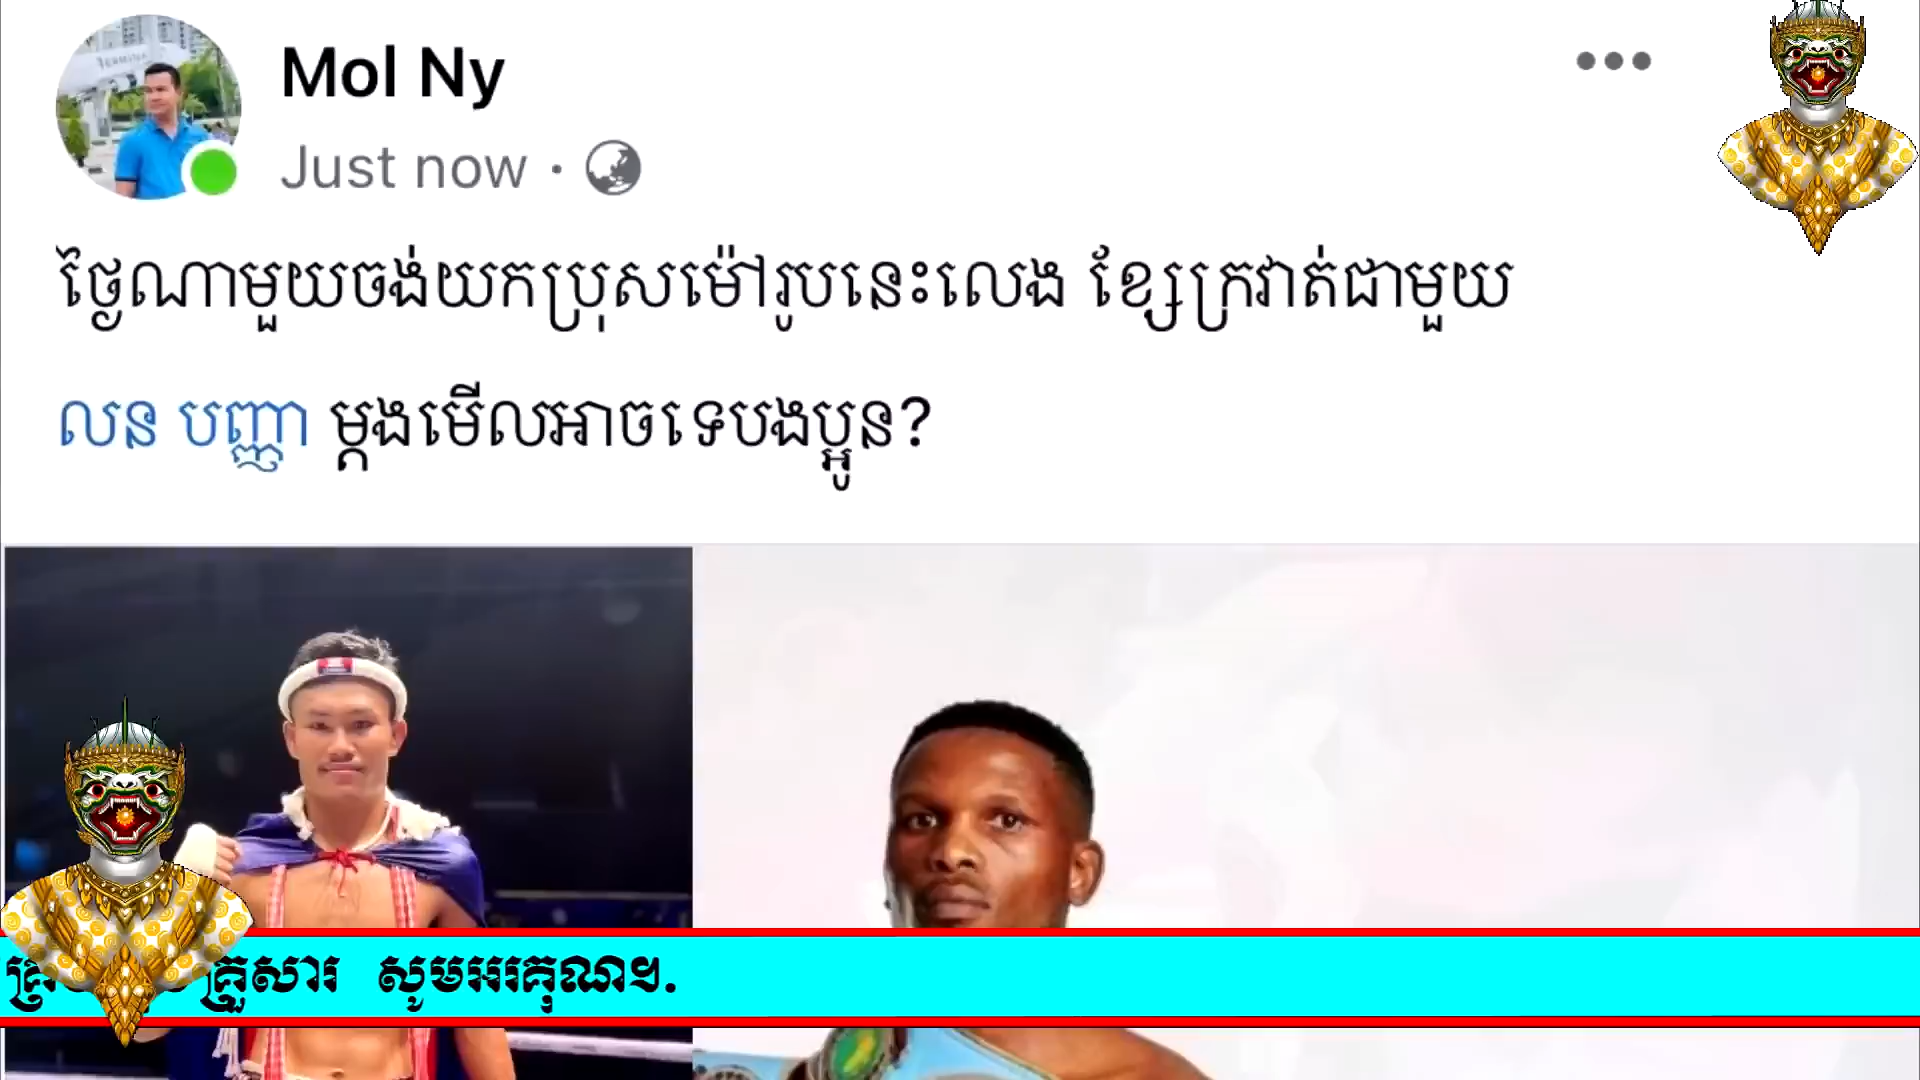 Mol Ny
Just now ·
ថ្ងៃណាមួយចង់យកប្រុសម៉ៅរូបនេះលេង ខ្សែក្រវាត់ជាមួយ
លន បញ្ញា ម្តងមើលអាចទេបងប្អូន?
គ្រួសារ សូមអរគុណ។.